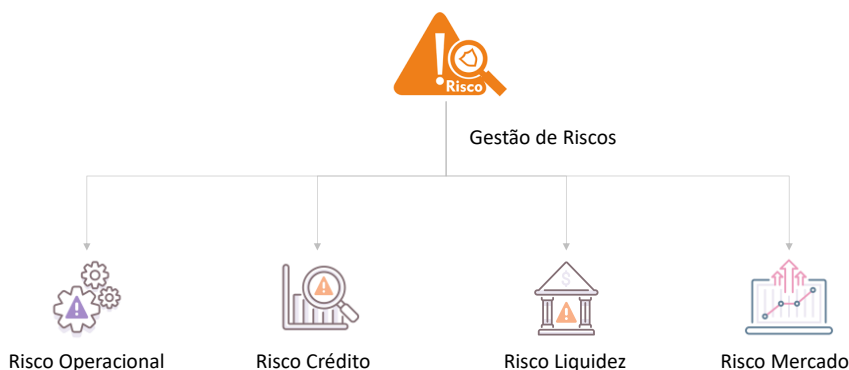 Risco
Gestão de Riscos
Risco Operacional
Risco Crédito
Risco Liquidez
Risco Mercado